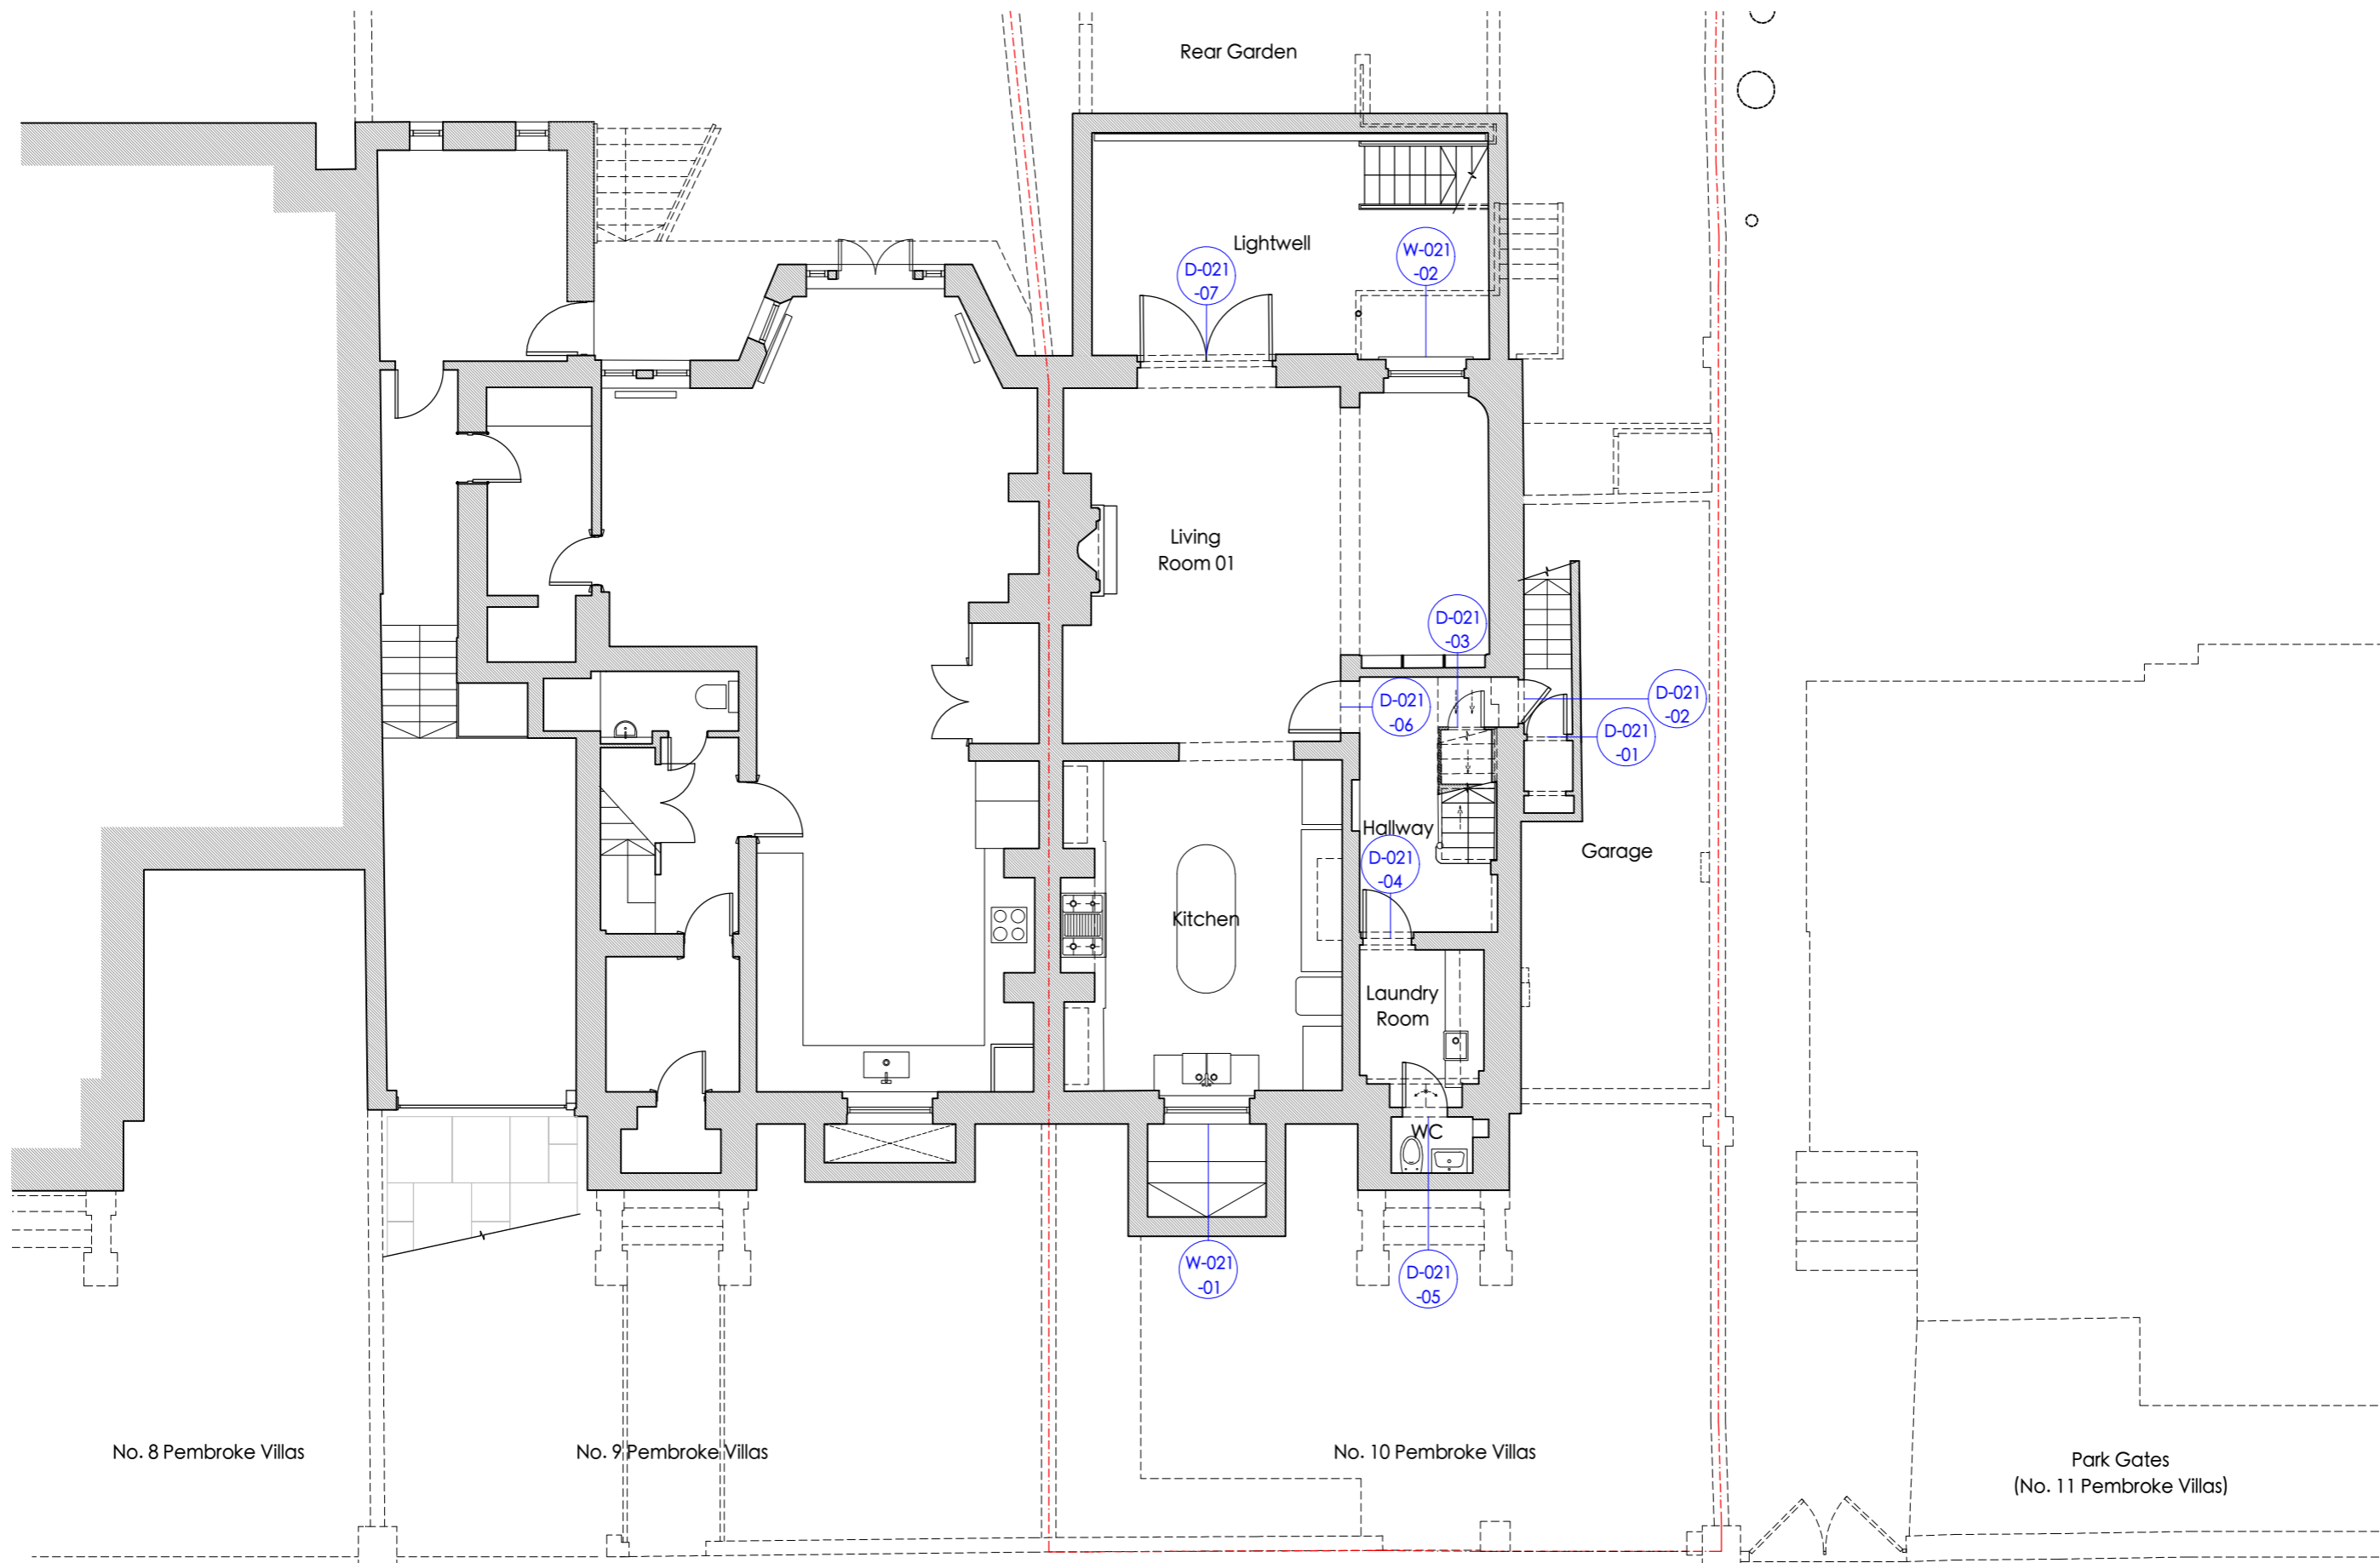 Rear Garden
Lightwell
W-021
-02
D-021
-07
Living
Room 01
D-021
-03
D-021
-06
D-021
-02
D-021
-01
Hallway
D-021
-04
Garage
Kitchen
Laundry
Room
WC
W-021
-01
D-021
-05
No. 8 Pembroke Villas
No. 9 Pembroke Villas
No. 10 Pembroke Villas
Park Gates
(No. 11 Pembroke Villas)